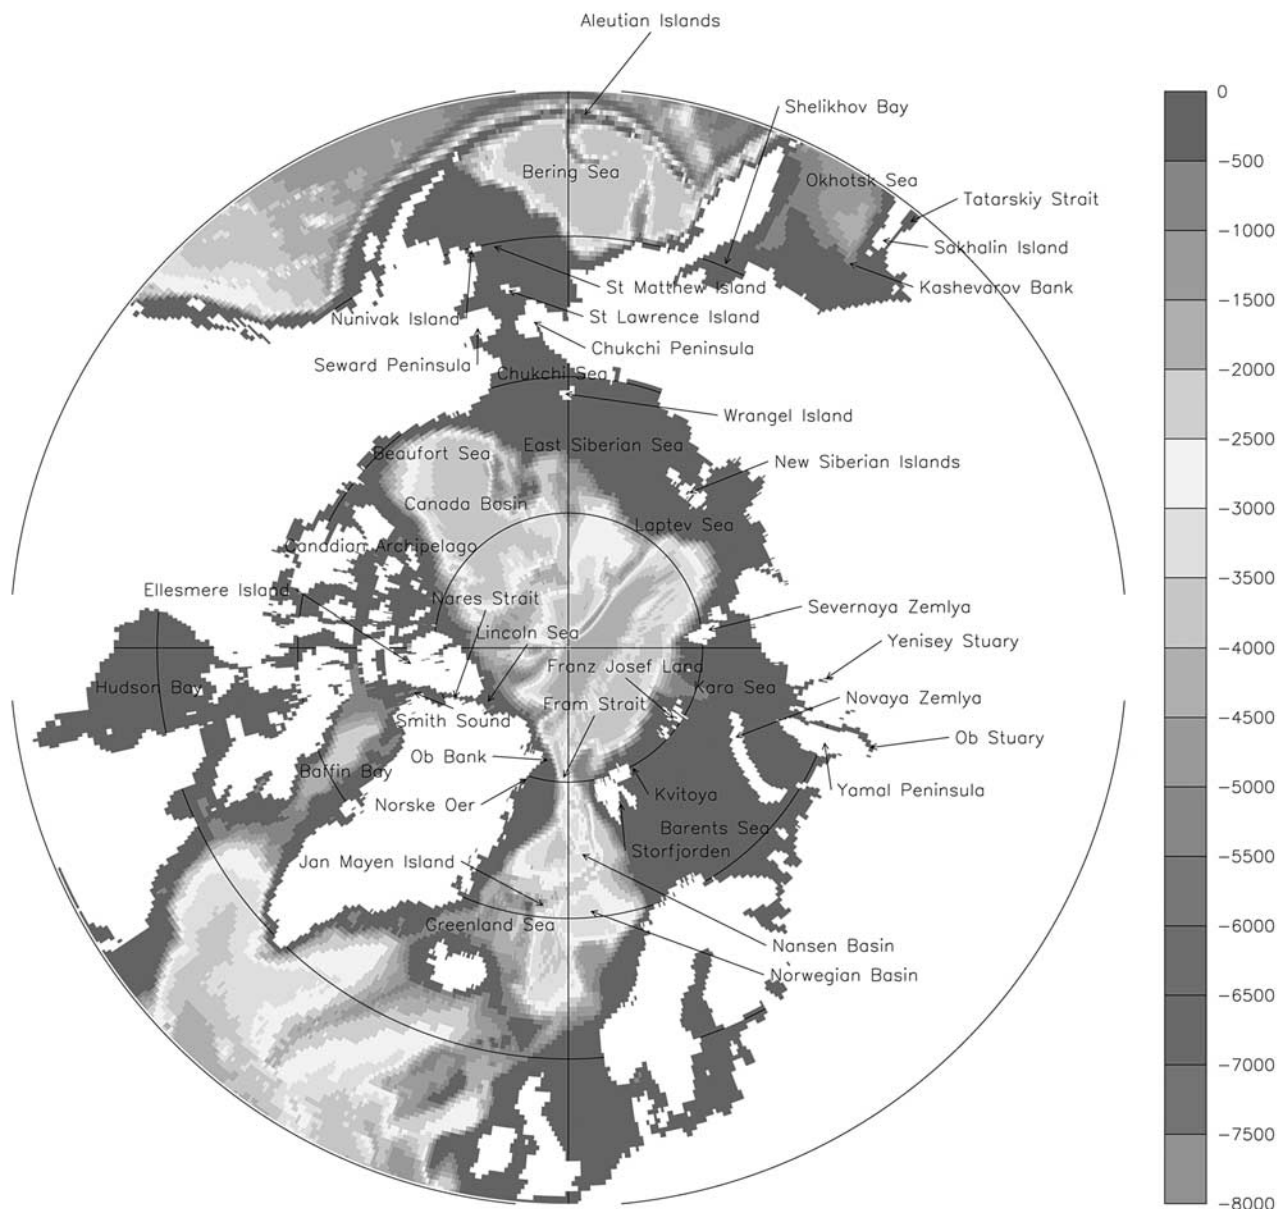 Aleutian Islands
0
Shelikhov Bay
-500
Bering Sea
Okhotsk Sea
Tatarskiy Strait
-1000
Sakhalin Island
St Matthew Island
Kashevarov Bank
-1500
Nunivak Island
St Lawrence Island
Chukchi Peninsula
Seward Peninsula
Chukchi Sea
-2000
Wrangel Island
East Siberian Sea
-2500
Beaufort Sea
New Siberian Islands
Canada Basin
-3000
Laptev Sea
Canadian Archipelago
-3500
Ellesmere Island
Nares Strait
Severnaya Zemlya
-4000
Lincoln Sea
Yenisey Stuary
Franz Josef Land
Hudson Bay
Kara Sea
Novaya Zemlya
Fram Strait
-4500
Smith Sound
Ob Stuary
Ob Bank
Baffin Bay
-5000
Kvitoya
Yamal Peninsula
Norske Oer
Barents Sea
-5500
Storfjorden
Jan Mayen Island
Greenland Sea
-6000
Nansen Basin
Norwegian Basin
-6500
-7000
-7500
-8000